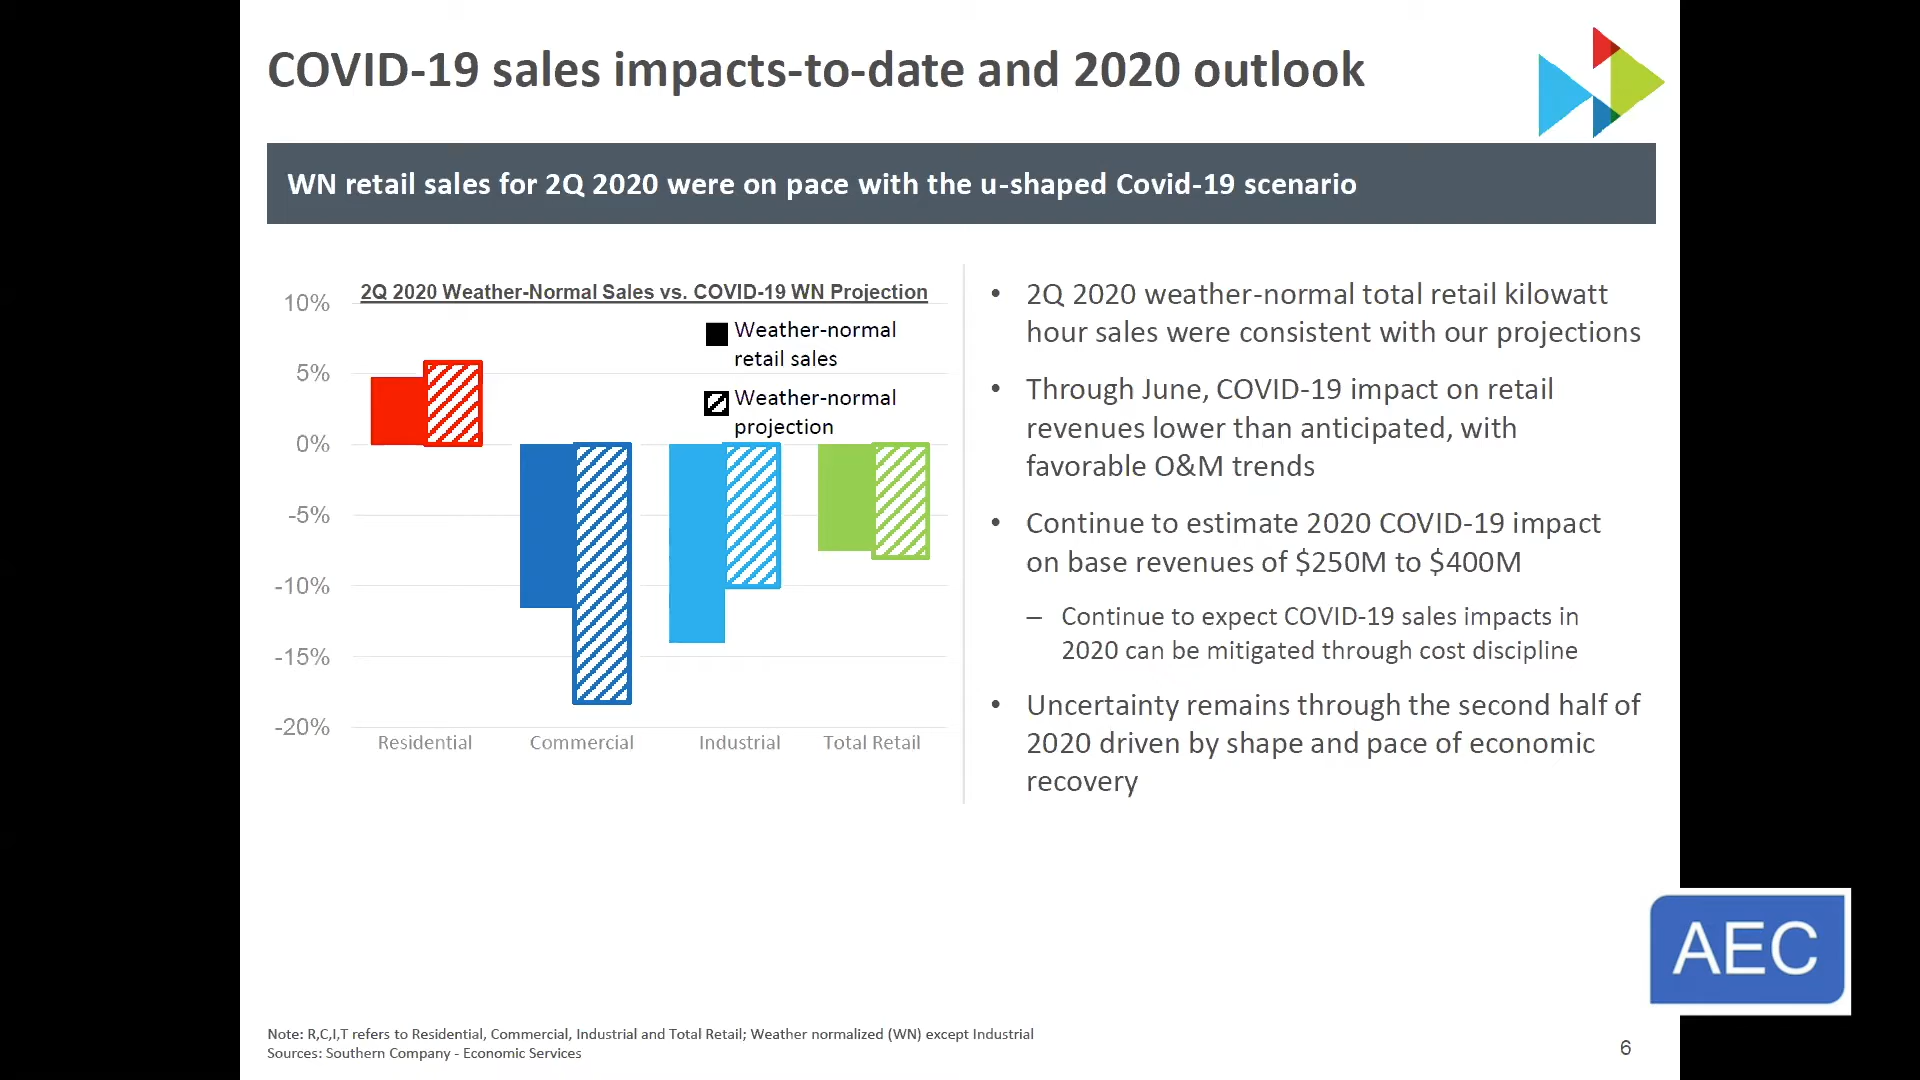 COVID-19 sales impacts-to-date and 2020 outlook
WN retail sales for 2Q 2020 were on pace with the u-shaped Covid-19 scenario
2Q 2020 Weather-Normal Sales vs. COVID-19 WN Projection
10%
5%
0%
-5%
-10%
-15%
-20%
Weather-normal
retail sales
Weather-normal
projection
Residential
Commercial
Industrial
Total Retail
• 2Q 2020 weather-normal total retail kilowatt
hour sales were consistent with our projections
• Through June, COVID-19 impact on retail
revenues lower than anticipated, with
favorable O&M trends
• Continue to estimate 2020 COVID-19 impact
on base revenues of $250M to $400M
– Continue to expect COVID-19 sales impacts in
2020 can be mitigated through cost discipline
• Uncertainty remains through the second half of
2020 driven by shape and pace of economic
recovery
AEC
Note: R,C,I,T refers to Residential, Commercial, Industrial and Total Retail; Weather normalized (WN) except Industrial
Sources: Southern Company - Economic Services
6